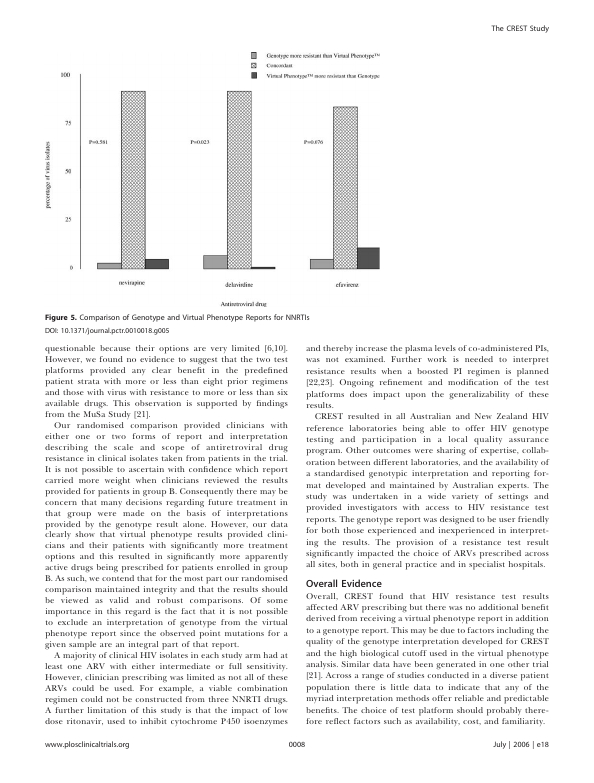 The CREST Study
Genotype more resistant than Virtual Phenotype™
Concordant
Virtual Phenotype™ more resistant than Genotype
100
75
50
25
0
percentage of virus isolates
P=0.581
P=0.023
P=0.076
nevirapine
delavirdine
efavirenz
Antiretroviral drug
Figure 5. Comparison of Genotype and Virtual Phenotype Reports for NNRTIs
DOI: 10.1371/journal.pctr.0010018.g005
questionable because their options are very limited [6,10].
However, we found no evidence to suggest that the two test
platforms provided any clear benefit in the predefined
patient strata with more or less than eight prior regimens
and those with virus with resistance to more or less than six
available drugs. This observation is supported by findings
from the MuSa Study [21].
Our randomised comparison provided clinicians with
either one or two forms of report and interpretation
describing the scale and scope of antiretroviral drug
resistance in clinical isolates taken from patients in the trial.
It is not possible to ascertain with confidence which report
carried more weight when clinicians reviewed the results
provided for patients in group B. Consequently there may be
concern that many decisions regarding future treatment in
that group were made on the basis of interpretations
provided by the genotype result alone. However, our data
clearly show that virtual phenotype results provided clini-
cians and their patients with significantly more treatment
options and this resulted in significantly more apparently
active drugs being prescribed for patients enrolled in group
B. As such, we contend that for the most part our randomised
comparison maintained integrity and that the results should
be viewed as valid and robust comparisons. Of some
importance in this regard is the fact that it is not possible
to exclude an interpretation of genotype from the virtual
phenotype report since the observed point mutations for a
given sample are an integral part of that report.
A majority of clinical HIV isolates in each study arm had at
least one ARV with either intermediate or full sensitivity.
However, clinician prescribing was limited as not all of these
ARVs could be used. For example, a viable combination
regimen could not be constructed from three NNRTI drugs.
A further limitation of this study is that the impact of low
dose ritonavir, used to inhibit cytochrome P450 isoenzymes
and thereby increase the plasma levels of co-administered PIs,
was not examined. Further work is needed to interpret
resistance results when a boosted PI regimen is planned
[22,23]. Ongoing refinement and modification of the test
platforms does impact upon the generalizability of these
results.
CREST resulted in all Australian and New Zealand HIV
reference laboratories being able to offer HIV genotype
testing and participation in a local quality assurance
program. Other outcomes were sharing of expertise, collab-
oration between different laboratories, and the availability of
a standardised genotypic interpretation and reporting for-
mat developed and maintained by Australian experts. The
study was undertaken in a wide variety of settings and
provided investigators with access to HIV resistance test
reports. The genotype report was designed to be user friendly
for both those experienced and inexperienced in interpret-
ing the results. The provision of a resistance test result
significantly impacted the choice of ARVs prescribed across
all sites, both in general practice and in specialist hospitals.
Overall Evidence
Overall, CREST found that HIV resistance test results
affected ARV prescribing but there was no additional benefit
derived from receiving a virtual phenotype report in addition
to a genotype report. This may be due to factors including the
quality of the genotype interpretation developed for CREST
and the high biological cutoff used in the virtual phenotype
analysis. Similar data have been generated in one other trial
[21]. Across a range of studies conducted in a diverse patient
population there is little data to indicate that any of the
myriad interpretation methods offer reliable and predictable
benefits. The choice of test platform should probably there-
fore reflect factors such as availability, cost, and familiarity.
www.plosclinicaltrials.org
0008
July | 2006 | e18